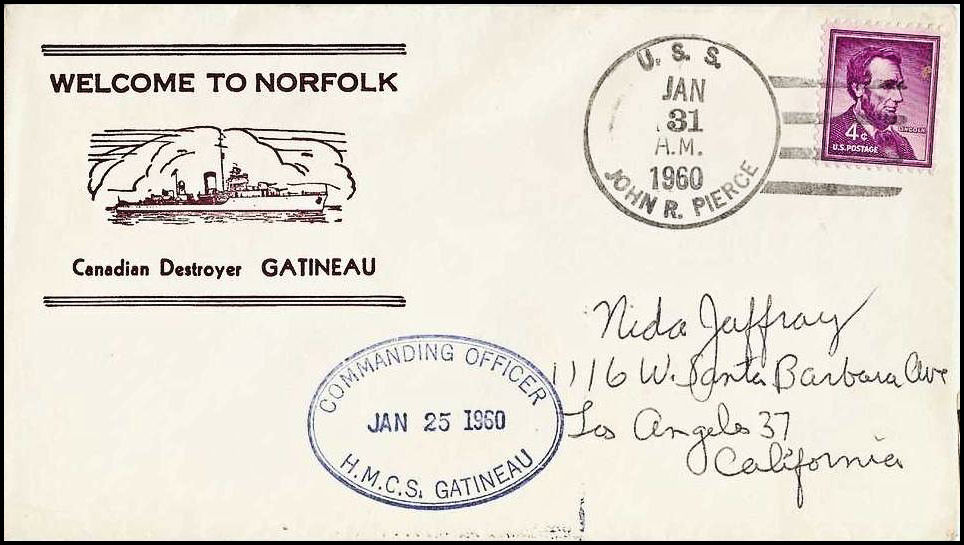 WELCOME TO NORFOLK
Canadian Destroyer GATINEAU
U. S. S.
JAN
31
A.M.
1960
JOHN R. PIERCE
4¢
LINCOLN
U.S. POSTAGE
COMMANDING OFFICER
JAN 25 1960
H.M.C.S. GATINEAU
Nida Jaffray
1116 W. Santa Barbara Ave
Los Angeles 37
California